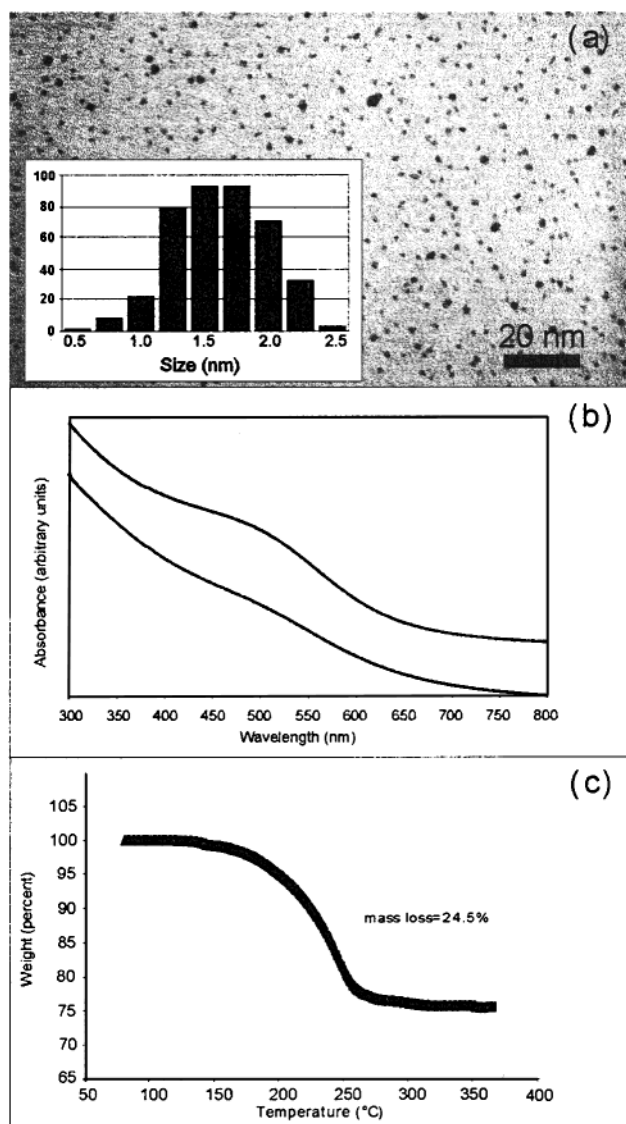 (a)
100
80
60
40
20
0
0.5 1.0 1.5 2.0 2.5
Size (nm)
20 nm
(b)
Absorbance (arbitrary units)
300 350 400 450 500 550 600 650 700 750 800
Wavelength (nm)
(c)
105
100
95
90
85
80
75
70
65
Weight (percent)
mass loss=24.5%
50 100 150 200 250 300 350 400
Temperature (°C)